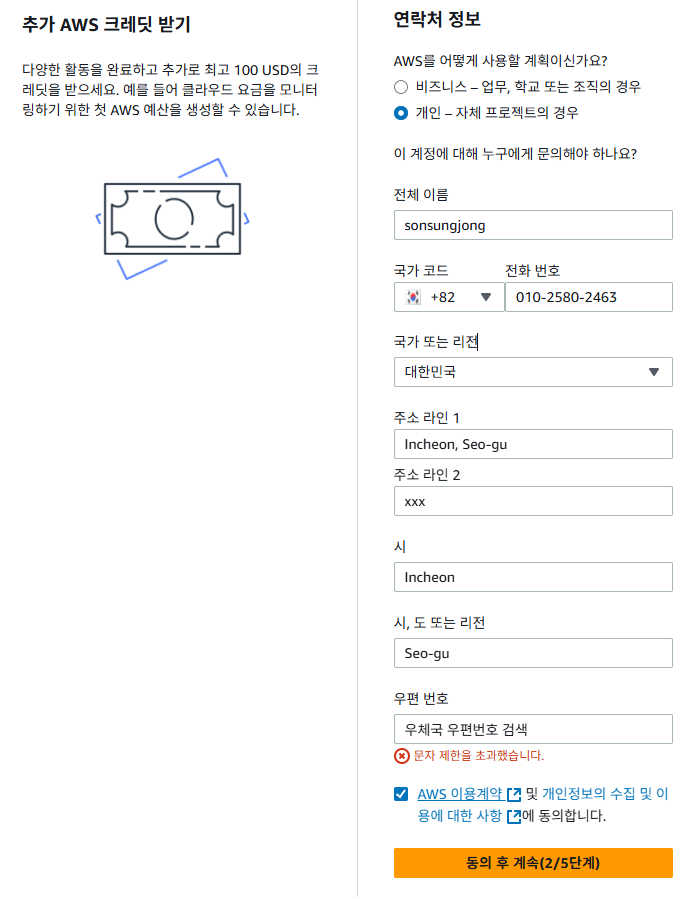 추가 AWS 크레딧 받기
다양한 활동을 완료하고 추가로 최고 100 USD의 크
레딧을 받으세요. 예를 들어 클라우드 요금을 모니터
링하기 위한 첫 AWS 예산을 생성할 수 있습니다.
연락처 정보
AWS를 어떻게 사용할 계획이신가요?
비즈니스 – 업무, 학교 또는 조직의 경우
개인 – 자체 프로젝트의 경우
이 계정에 대해 누구에게 문의해야 하나요?
전체 이름
sonsungjong
국가 코드 전화 번호
+82 010-2580-2463
국가 또는 리전
대한민국
주소 라인 1
Incheon, Seo-gu
주소 라인 2
xxx
시
Incheon
시, 도 또는 리전
Seo-gu
우편 번호
우체국 우편번호 검색
문자 제한을 초과했습니다.
AWS 이용계약 및 개인정보의 수집 및 이
용에 대한 사항 에 동의합니다.
동의 후 계속(2/5단계)